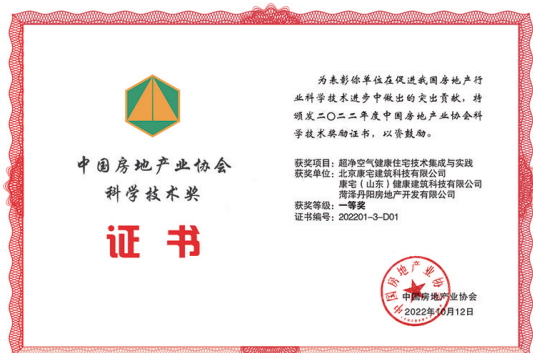 中国房地产业协会
科学技术奖
证书
为表彰你单位在促进我国房地产行
业科学技术进步中做出的突出贡献，特
颁发二〇二二年度中国房地产业协会科
学技术奖励证书，以资鼓励。
获奖项目：超净空气健康住宅技术集成与实践
获奖单位：北京康宅建筑科技有限公司
康宅（山东）健康建筑科技有限公司
菏泽丹阳房地产开发有限公司
获奖等级：一等奖
证书编号：202201-3-D01
中国房地产业协会
中国房地产业协会
2022年10月12日